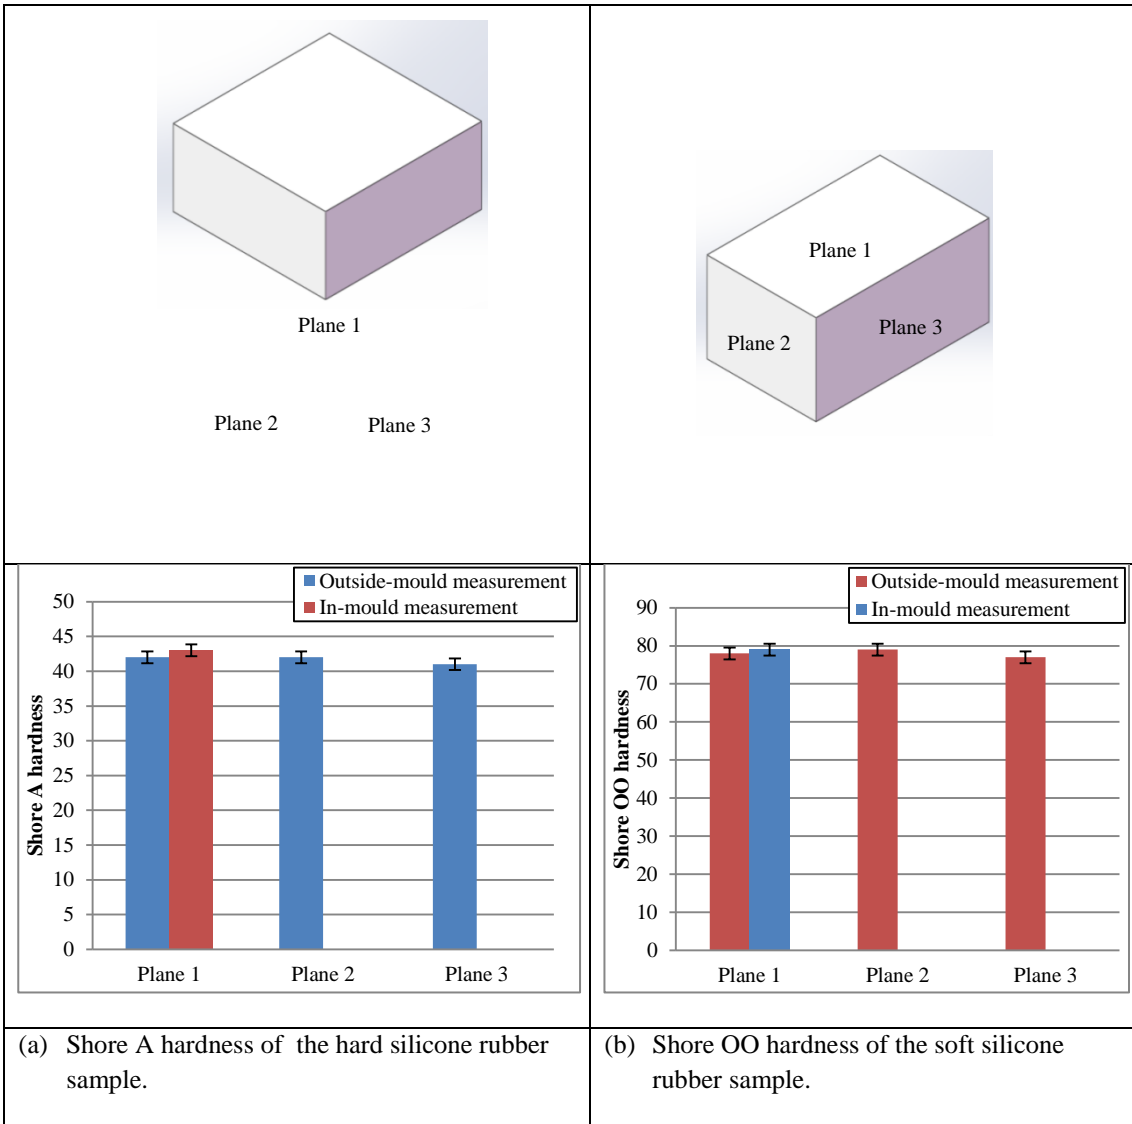 Plane 1
Plane 2 Plane 3
Plane 1
Plane 2
Plane 3
Outside-mould measurement
In-mould measurement
Shore A hardness
50
45
40
35
30
25
20
15
10
5
0
Plane 1 Plane 2 Plane 3
Outside-mould measurement
In-mould measurement
Shore OO hardness
90
80
70
60
50
40
30
20
10
0
Plane 1 Plane 2 Plane 3
(a) Shore A hardness of the hard silicone rubber
sample.
(b) Shore OO hardness of the soft silicone
rubber sample.